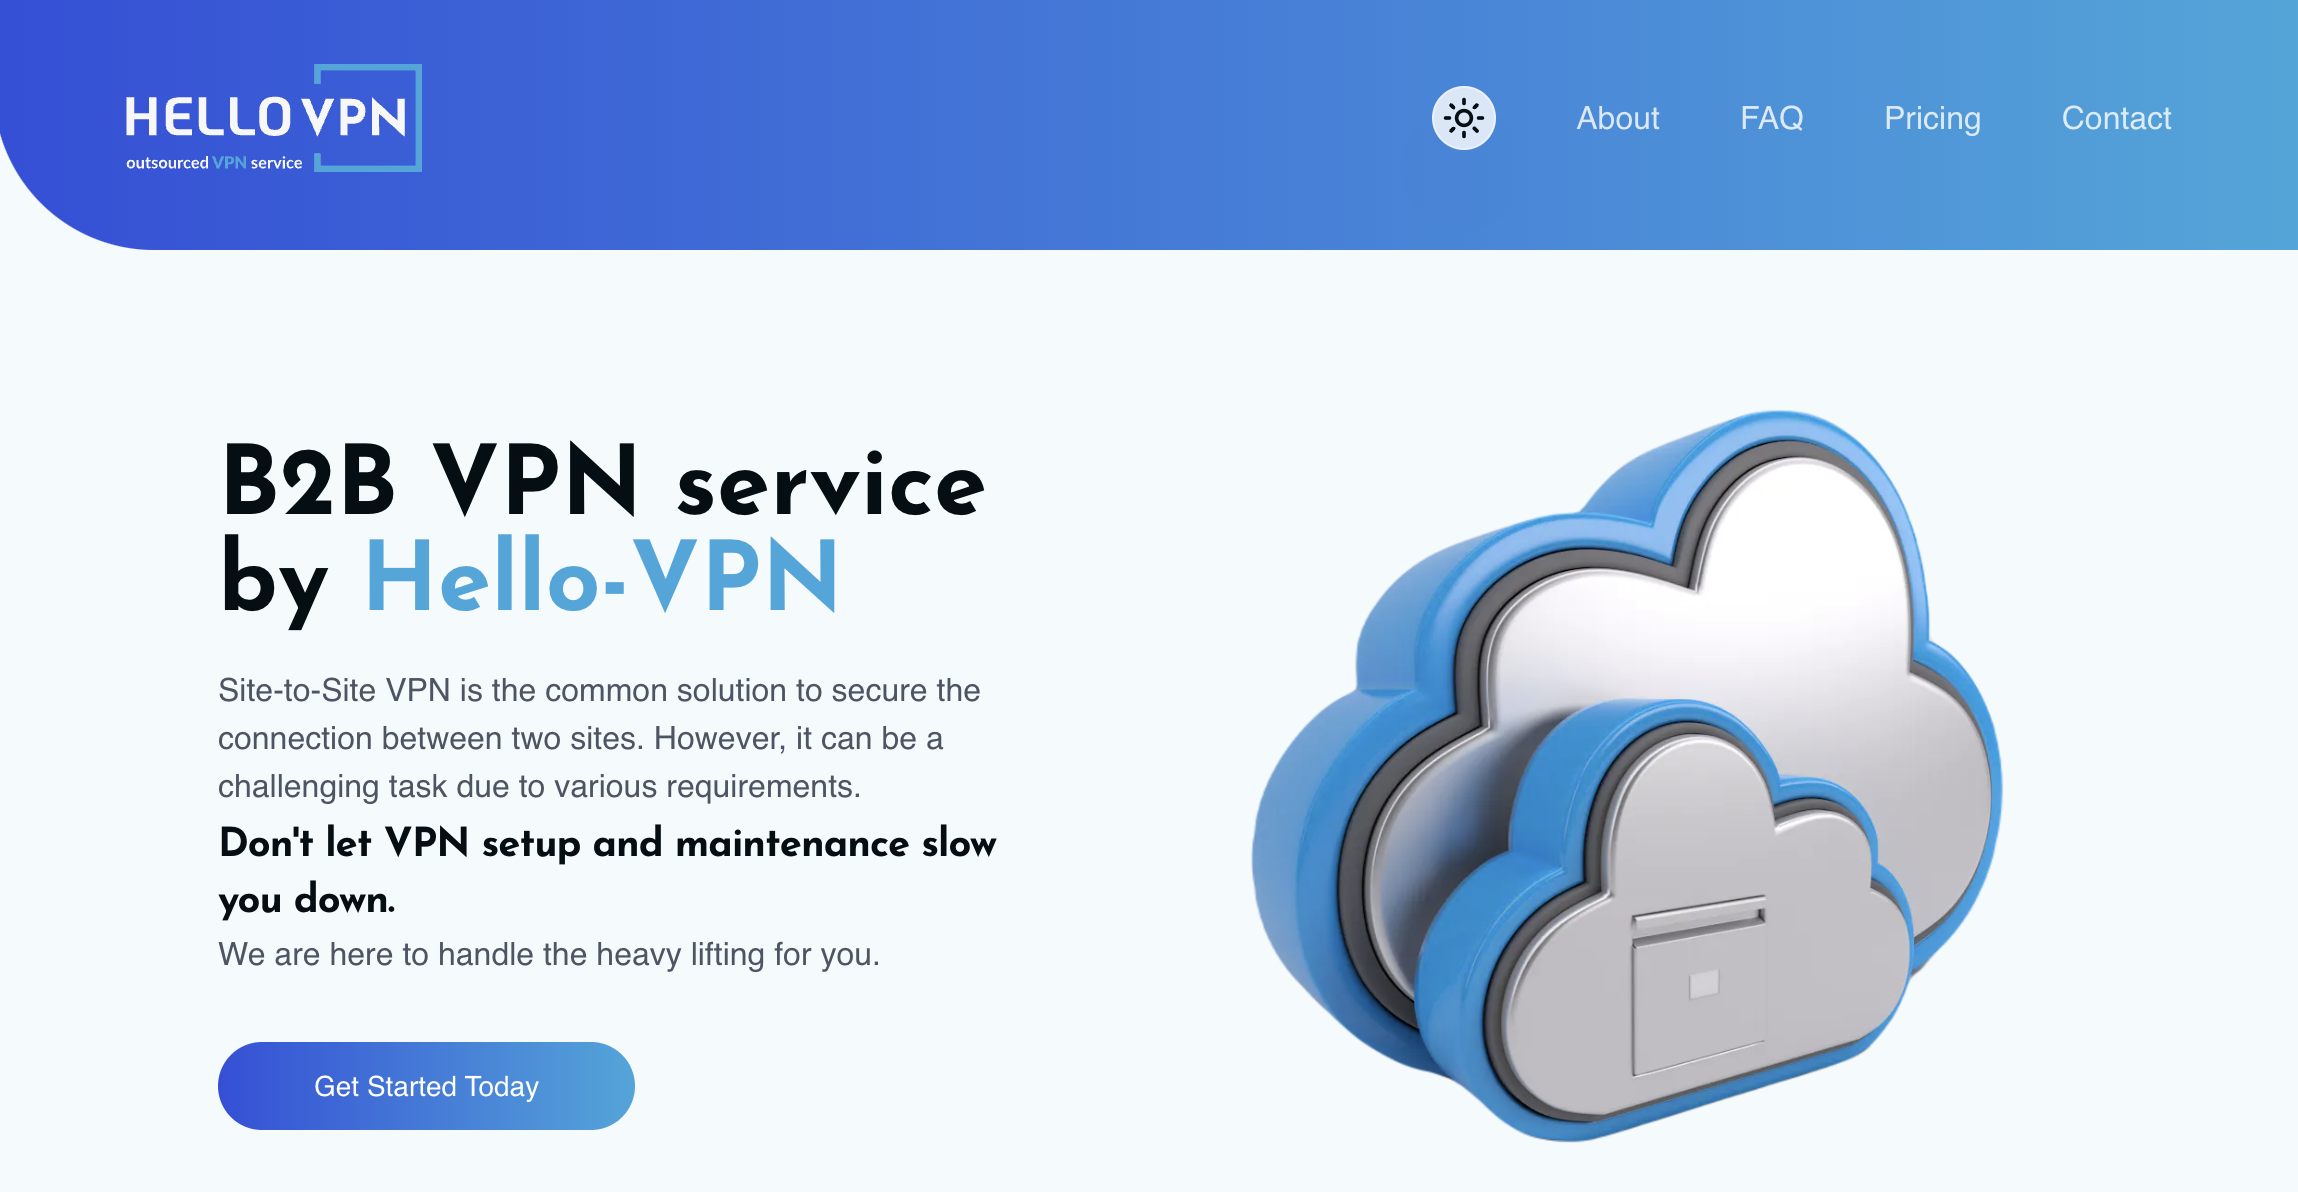 HELLO VPN
outsourced VPN service
About FAQ Pricing Contact
B2B VPN service
by Hello-VPN
Site-to-Site VPN is the common solution to secure the
connection between two sites. However, it can be a
challenging task due to various requirements.
Don't let VPN setup and maintenance slow
you down.
We are here to handle the heavy lifting for you.
Get Started Today